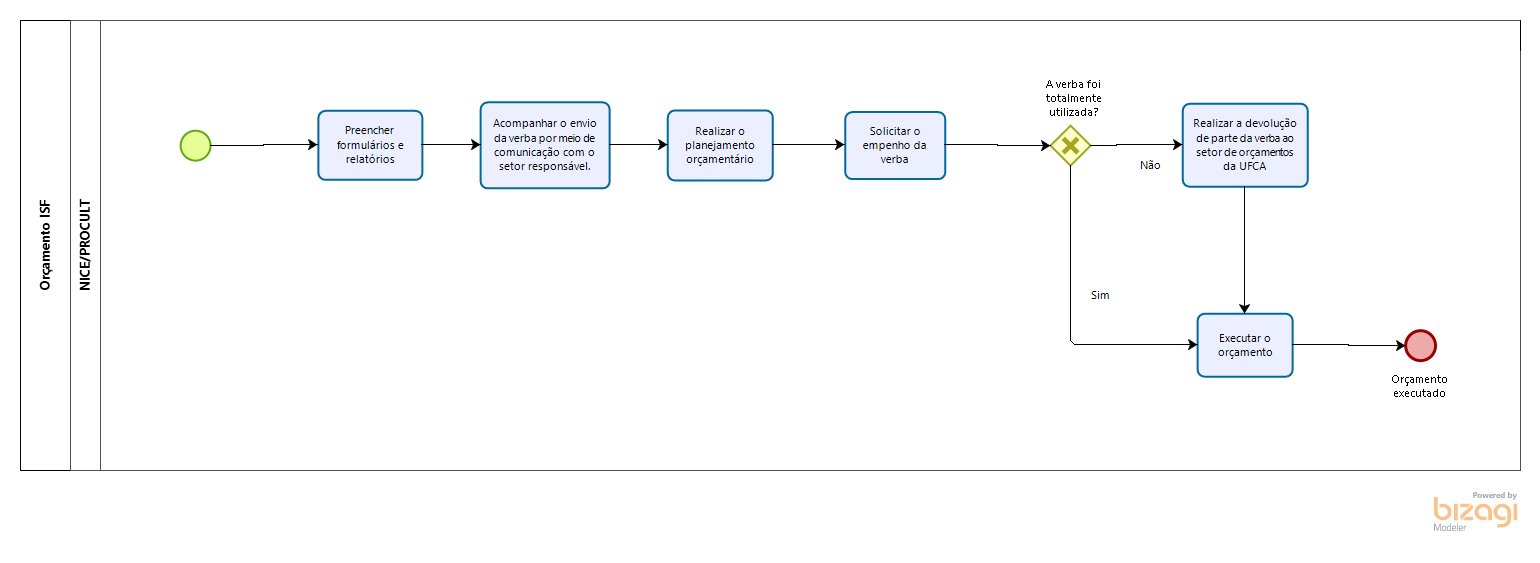 Orçamento ISF
NICE/PROCULT
Preencher
formulários e
relatórios
Acompanhar o envio
da verba por meio de
comunicação com o
setor responsável.
Realizar o
planejamento
orçamentário
Solicitar o
empenho da
verba
A verba foi
totalmente
utilizada?
Não
Realizar a devolução
de parte da verba ao
setor de orçamentos
da UFCA
Sim
Executar o
orçamento
Orçamento
executado
Powered by
bizagi
Modeler